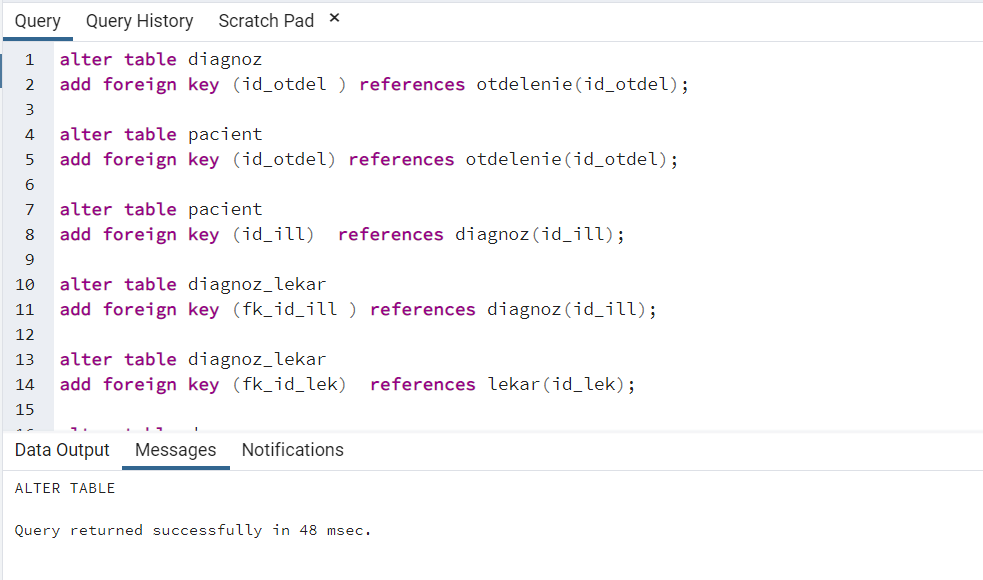 Query Query History Scratch Pad ✕
1 alter table diagnoz
2 add foreign key (id_otdel ) references otdelenie(id_otdel);
3
4 alter table pacient
5 add foreign key (id_otdel) references otdelenie(id_otdel);
6
7 alter table pacient
8 add foreign key (id_ill)  references diagnoz(id_ill);
9
10 alter table diagnoz_lekar
11 add foreign key (fk_id_ill ) references diagnoz(id_ill);
12
13 alter table diagnoz_lekar
14 add foreign key (fk_id_lek)  references lekar(id_lek);
15
Data Output Messages Notifications
ALTER TABLE
Query returned successfully in 48 msec.